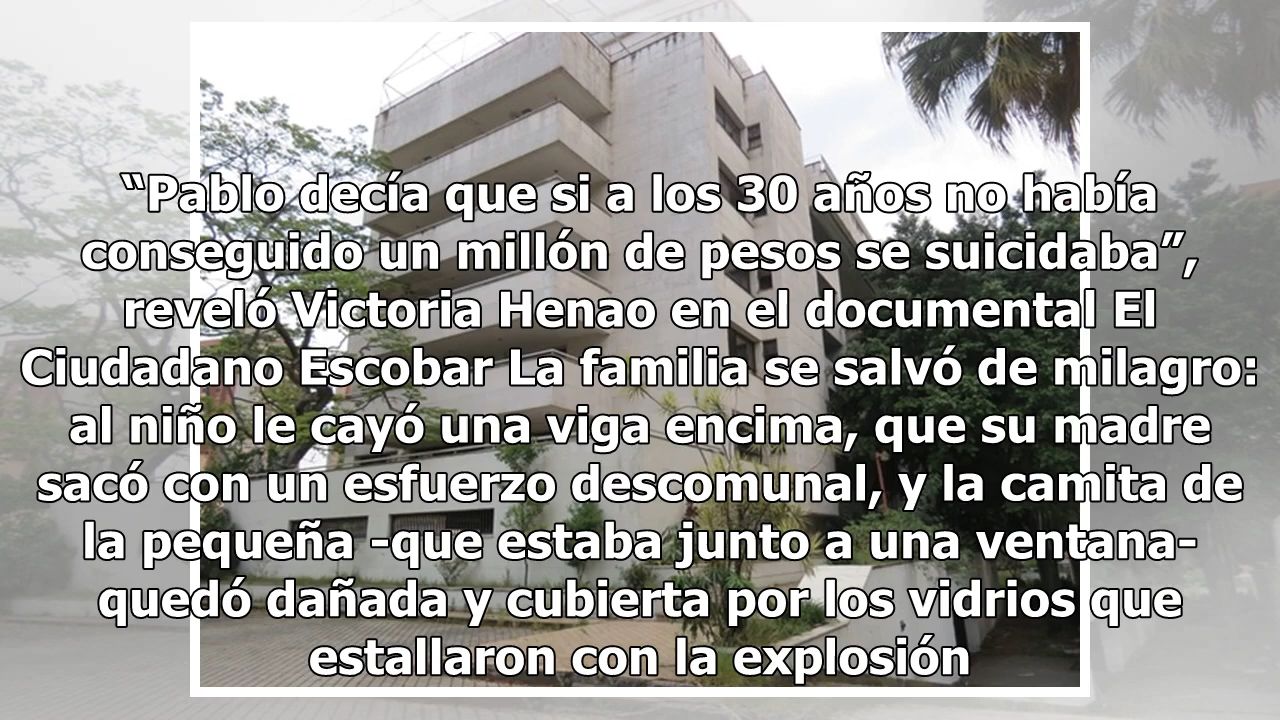 “Pablo decía que si a los 30 años no había
conseguido un millón de pesos se suicidaba”,
reveló Victoria Henao en el documental El
Ciudadano Escobar La familia se salvó de milagro:
al niño le cayó una viga encima, que su madre
sacó con un esfuerzo descomunal, y la camita de
la pequeña -que estaba junto a una ventana-
quedó dañada y cubierta por los vidrios que
estallaron con la explosión